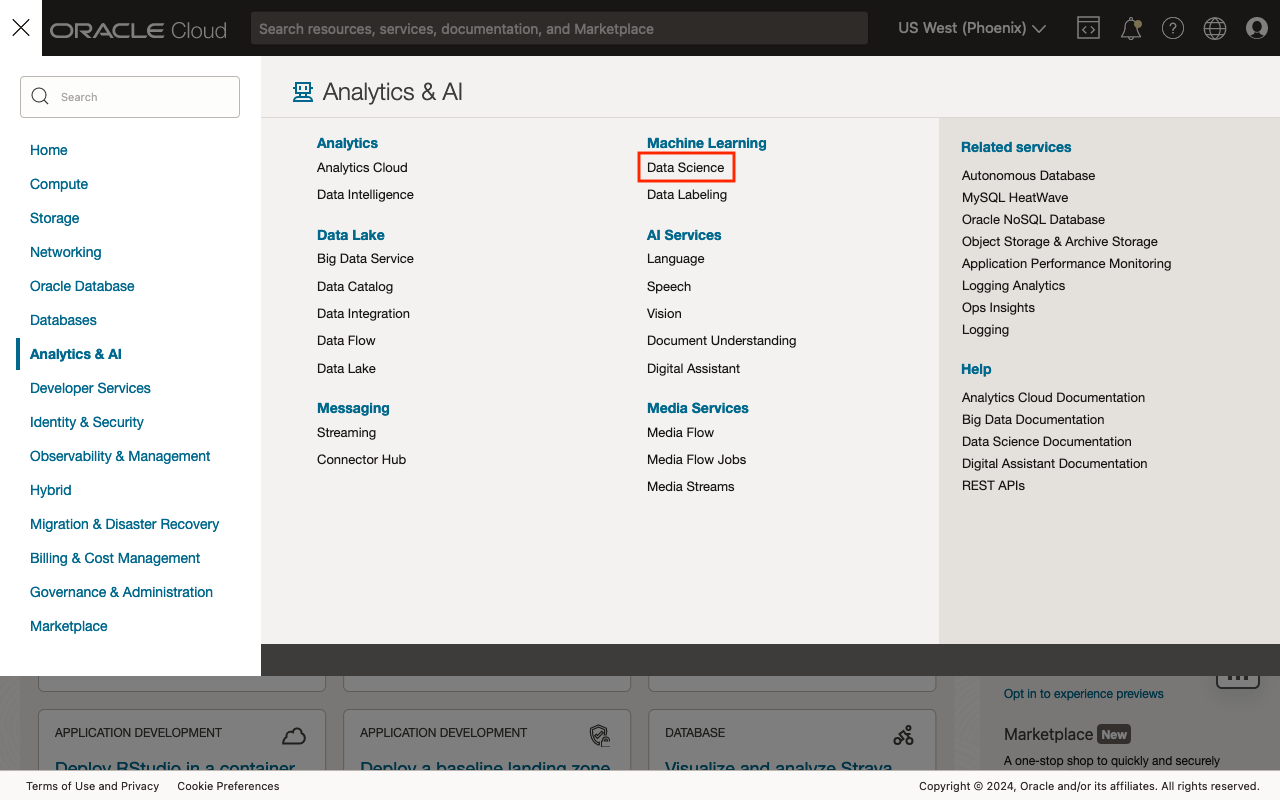 ORACLE Cloud
Search resources, services, documentation, and Marketplace
US West (Phoenix)
Search
Home
Compute
Storage
Networking
Oracle Database
Databases
Analytics & AI
Developer Services
Identity & Security
Observability & Management
Hybrid
Migration & Disaster Recovery
Billing & Cost Management
Governance & Administration
Marketplace
Analytics & AI
Analytics
Analytics Cloud
Data Intelligence
Data Lake
Big Data Service
Data Catalog
Data Integration
Data Flow
Data Lake
Messaging
Streaming
Connector Hub
Machine Learning
Data Science
Data Labeling
AI Services
Language
Speech
Vision
Document Understanding
Digital Assistant
Media Services
Media Flow
Media Flow Jobs
Media Streams
Related services
Autonomous Database
MySQL HeatWave
Oracle NoSQL Database
Object Storage & Archive Storage
Application Performance Monitoring
Logging Analytics
Ops Insights
Logging
Help
Analytics Cloud Documentation
Big Data Documentation
Data Science Documentation
Digital Assistant Documentation
REST APIs
APPLICATION DEVELOPMENT
Deploy RStudio in a container
APPLICATION DEVELOPMENT
Deploy a baseline landing zone
DATABASE
Visualize and analyze Strava
Opt in to experience previews
Marketplace New
A one-stop shop to quickly and securely
Terms of Use and Privacy
Cookie Preferences
Copyright © 2024, Oracle and/or its affiliates. All rights reserved.